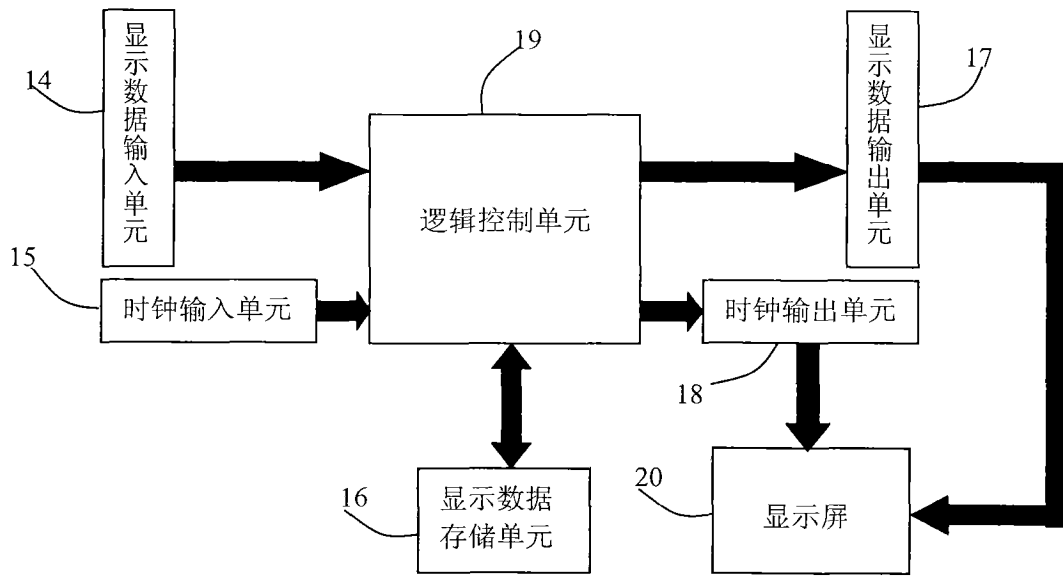 14
显示数据输入单元
19
显示数据输出单元
17
逻辑控制单元
15
时钟输入单元
时钟输出单元
18
16
显示数据
存储单元
20
显示屏